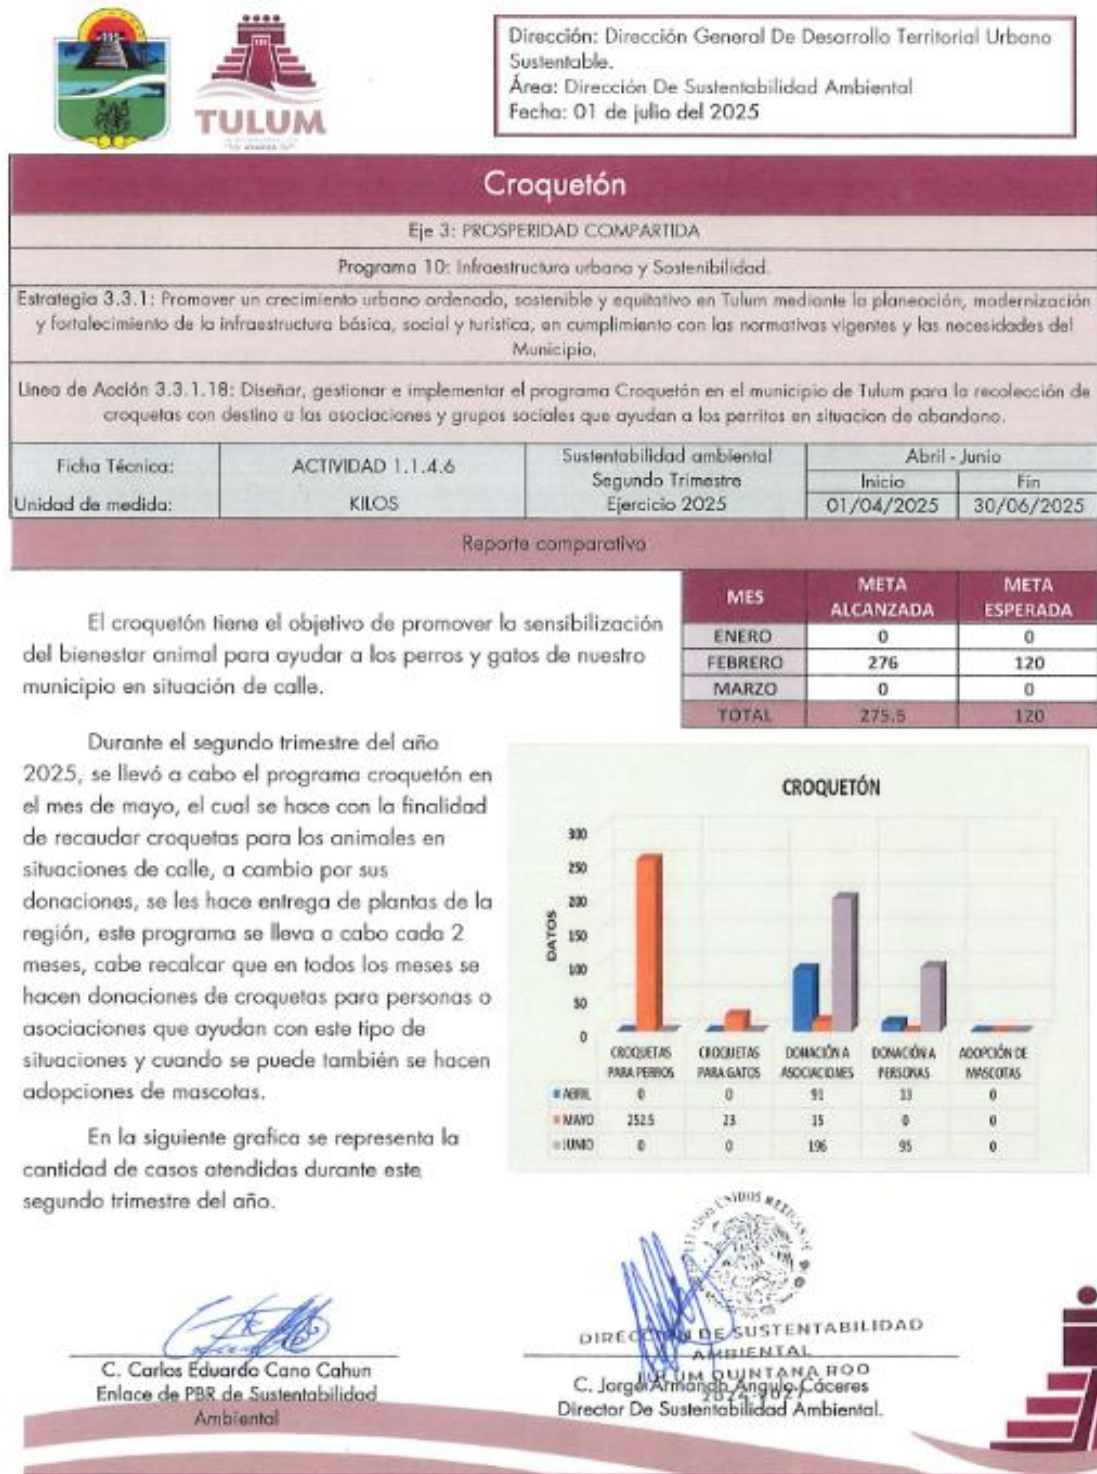 TULUM
Dirección: Dirección General De Desarrollo Territorial Urbano
Sustentable.
Área: Dirección De Sustentabilidad Ambiental
Fecha: 01 de julio del 2025
Croquetón
Eje 3: PROSPERIDAD COMPARTIDA
Programa 10: Infraestructura urbana y Sostenibilidad.
Estrategia 3.3.1: Promover un crecimiento urbano ordenado, sostenible y equitativo en Tulum mediante la planeación, modernización
y fortalecimiento de la infraestructura básica, social y turística, en cumplimiento con las normativas vigentes y las necesidades del
Municipio.
Linea de Acción 3.3.1.18: Diseñar, gestionar e implementar el programa Croquetón en el municipio de Tulum para la recolección de
croquetas con destino a las asociaciones y grupos sociales que ayudan a los perritos en situacion de abandono.
Ficha Técnica: ACTIVIDAD 1.1.4.6 Sustentabilidad ambiental Abril - Junio
Segundo Trimestre Inicio Fin
Unidad de medida: KILOS Ejercicio 2025 01/04/2025 30/06/2025
Reporte comparativo
MES META ALCANZADA META ESPERADA
ENERO 0 0
FEBRERO 276 120
MARZO 0 0
TOTAL 275.5 120
El croquetón tiene el objetivo de promover la sensibilización
del bienestar animal para ayudar a los perros y gatos de nuestro
municipio en situación de calle.
Durante el segundo trimestre del año
2025, se llevó a cabo el programa croquetón en
el mes de mayo, el cual se hace con la finalidad
de recaudar croquetas para los animales en
situaciones de calle, a cambio por sus
donaciones, se les hace entrega de plantas de la
región, este programa se lleva a cabo cada 2
meses, cabe recalcar que en todos los meses se
hacen donaciones de croquetas para personas o
asociaciones que ayudan con este tipo de
situaciones y cuando se puede también se hacen
adopciones de mascotas.
En la siguiente grafica se representa la
cantidad de casos atendidas durante este
segundo trimestre del año.
CROQUETÓN
DATOS
300
250
200
150
100
50
0
CROQUETAS PARA PERROS CROQUETAS PARA GATOS DONACIÓN A ASOCIACIONES DONACIÓN A PERSONAS ADOPCIÓN DE MASCOTAS
ABRIL 0 0 91 13 0
MAYO 252.5 23 15 0 0
JUNIO 0 0 196 95 0
C. Carlos Eduardo Cano Cahun
Enlace de PBR de Sustentabilidad
Ambiental
UNIDOS
DIRECCIÓN DE SUSTENTABILIDAD
AMBIENTAL
TULUM QUINTANA ROO
2024-2027
C. Jorge Armando Angulo Cáceres
Director De Sustentabilidad Ambiental.